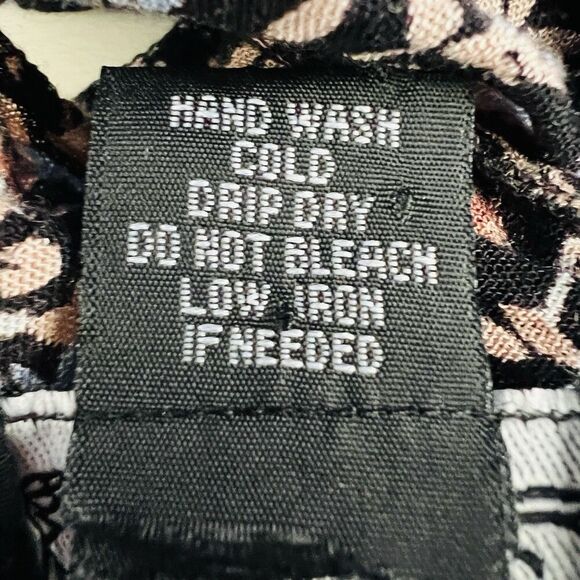 HAND WASH
COLD
DRIP DRY
DO NOT BLEACH
LOW IRON
IF NEEDED